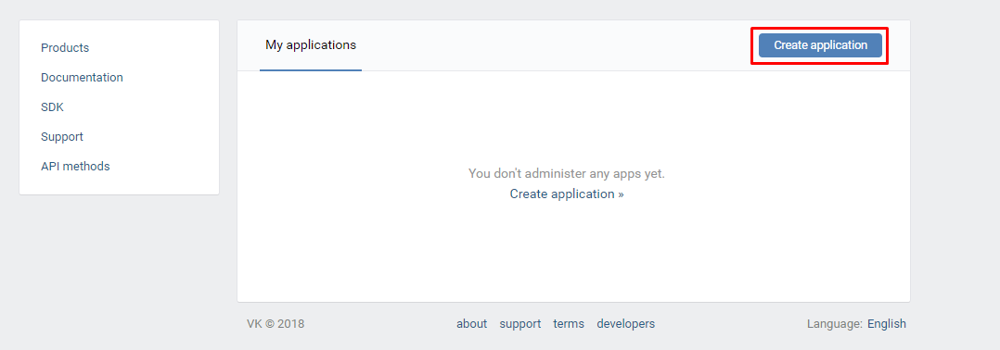 Products
Documentation
SDK
Support
API methods
My applications
Create application
You don't administer any apps yet.
Create application »
VK © 2018
about support terms developers
Language: English